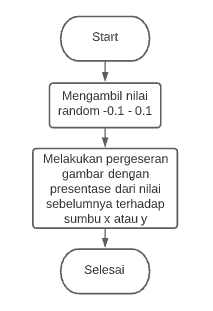 Start
Mengambil nilai
random -0.1 - 0.1
Melakukan pergeseran
gambar dengan
presentase dari nilai
sebelumnya terhadap
sumbu x atau y
Selesai